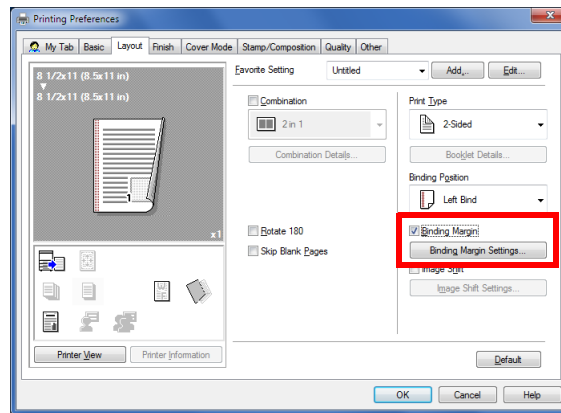 Printing Preferences
My Tab Basic Layout Finish Cover Mode Stamp/Composition Quality Other
8 1/2x11 (8.5x11 in)
8 1/2x11 (8.5x11 in)
1
x1
Printer View Printer Information
Favorite Setting Untitled Add... Edit...
Combination
2 in 1
Combination Details...
Rotate 180
Skip Blank Pages
Print Type
2-Sided
Booklet Details...
Binding Position
Left Bind
Binding Margin
Binding Margin Settings...
Image Shift
Image Shift Settings...
Default
OK Cancel Help